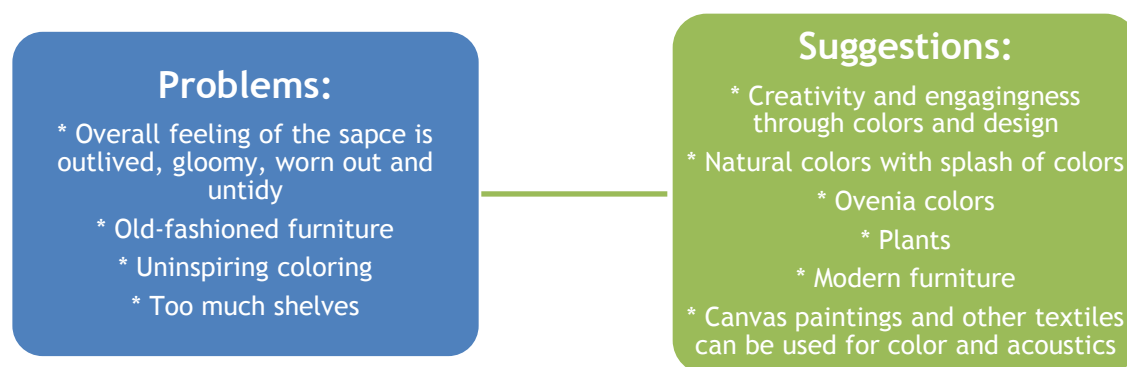 Problems:
* Overall feeling of the sapce is
outlived, gloomy, worn out and
untidy
* Old-fashioned furniture
* Uninspiring coloring
* Too much shelves
Suggestions:
* Creativity and engagingness
through colors and design
* Natural colors with splash of colors
* Ovenia colors
* Plants
* Modern furniture
* Canvas paintings and other textiles
can be used for color and acoustics